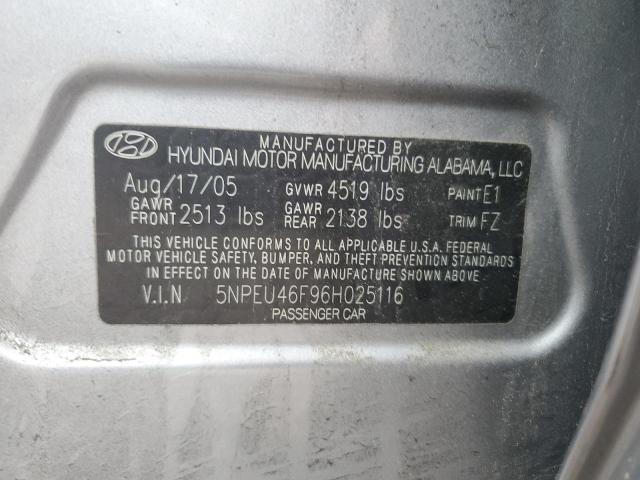 MANUFACTURED BY
HYUNDAI MOTOR MANUFACTURING ALABAMA, LLC
Aug/17/05 GVWR 4519 lbs PAINT E1
GAWR FRONT 2513 lbs GAWR REAR 2138 lbs TRIM FZ
THIS VEHICLE CONFORMS TO ALL APPLICABLE U.S.A. FEDERAL
MOTOR VEHICLE SAFETY, BUMPER, AND THEFT PREVENTION STANDARDS
IN EFFECT ON THE DATE OF MANUFACTURE SHOWN ABOVE
V.I.N 5NPEU46F96H025116
PASSENGER CAR